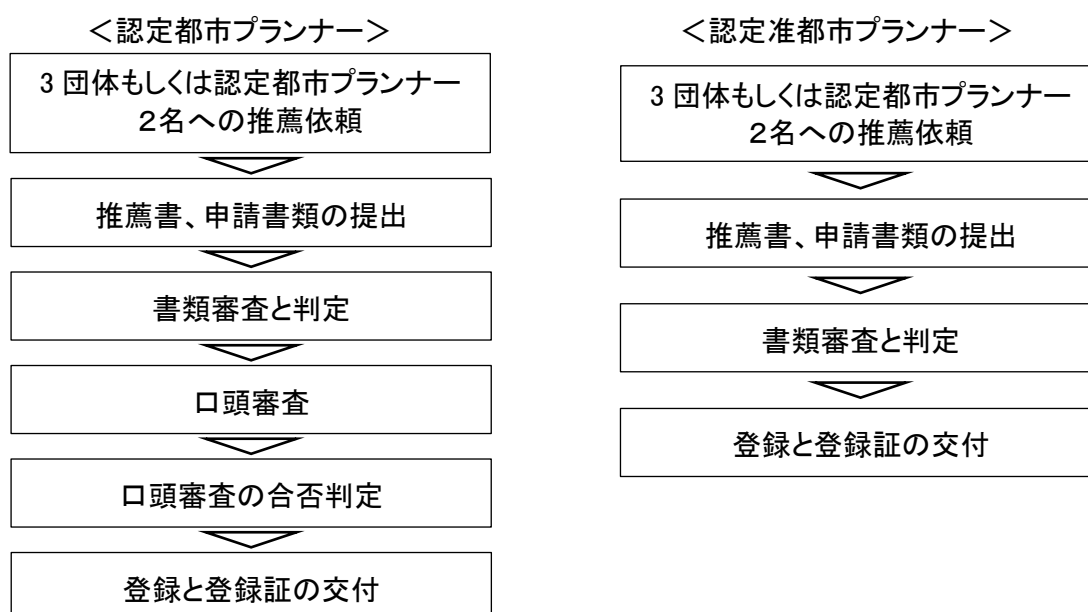 ＜認定都市プランナー＞
3 団体もしくは認定都市プランナー
２名への推薦依頼
推薦書、申請書類の提出
書類審査と判定
口頭審査
口頭審査の合否判定
登録と登録証の交付
＜認定准都市プランナー＞
3 団体もしくは認定都市プランナー
２名への推薦依頼
推薦書、申請書類の提出
書類審査と判定
登録と登録証の交付